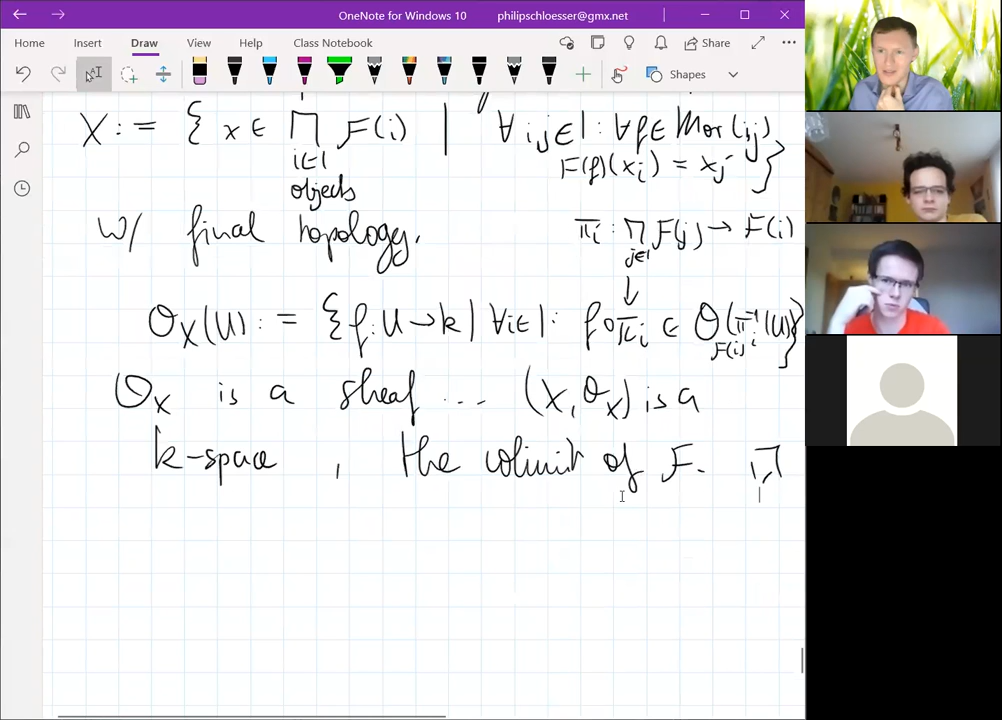 OneNote for Windows 10
philipschloesser@gmx.net
Home Insert Draw View Help Class Notebook
Share
Shapes
X := { x ∈ ∏ F(i) | ∀ i,j ∈ I : ∀ f ∈ Mor(i,j)
i∈I
F(f)(x_i) = x_j }
objects
w/ final topology.
π_i : ∏ F(j) → F(i)
j∈I
↓
O_X(U) := { f: U → k | ∀i∈I : f∘π_i ∈ O_F(i)(π_i^{-1}(U)) }
O_X is a sheaf ... (X, O_X) is a
k-space , the colimit of F.